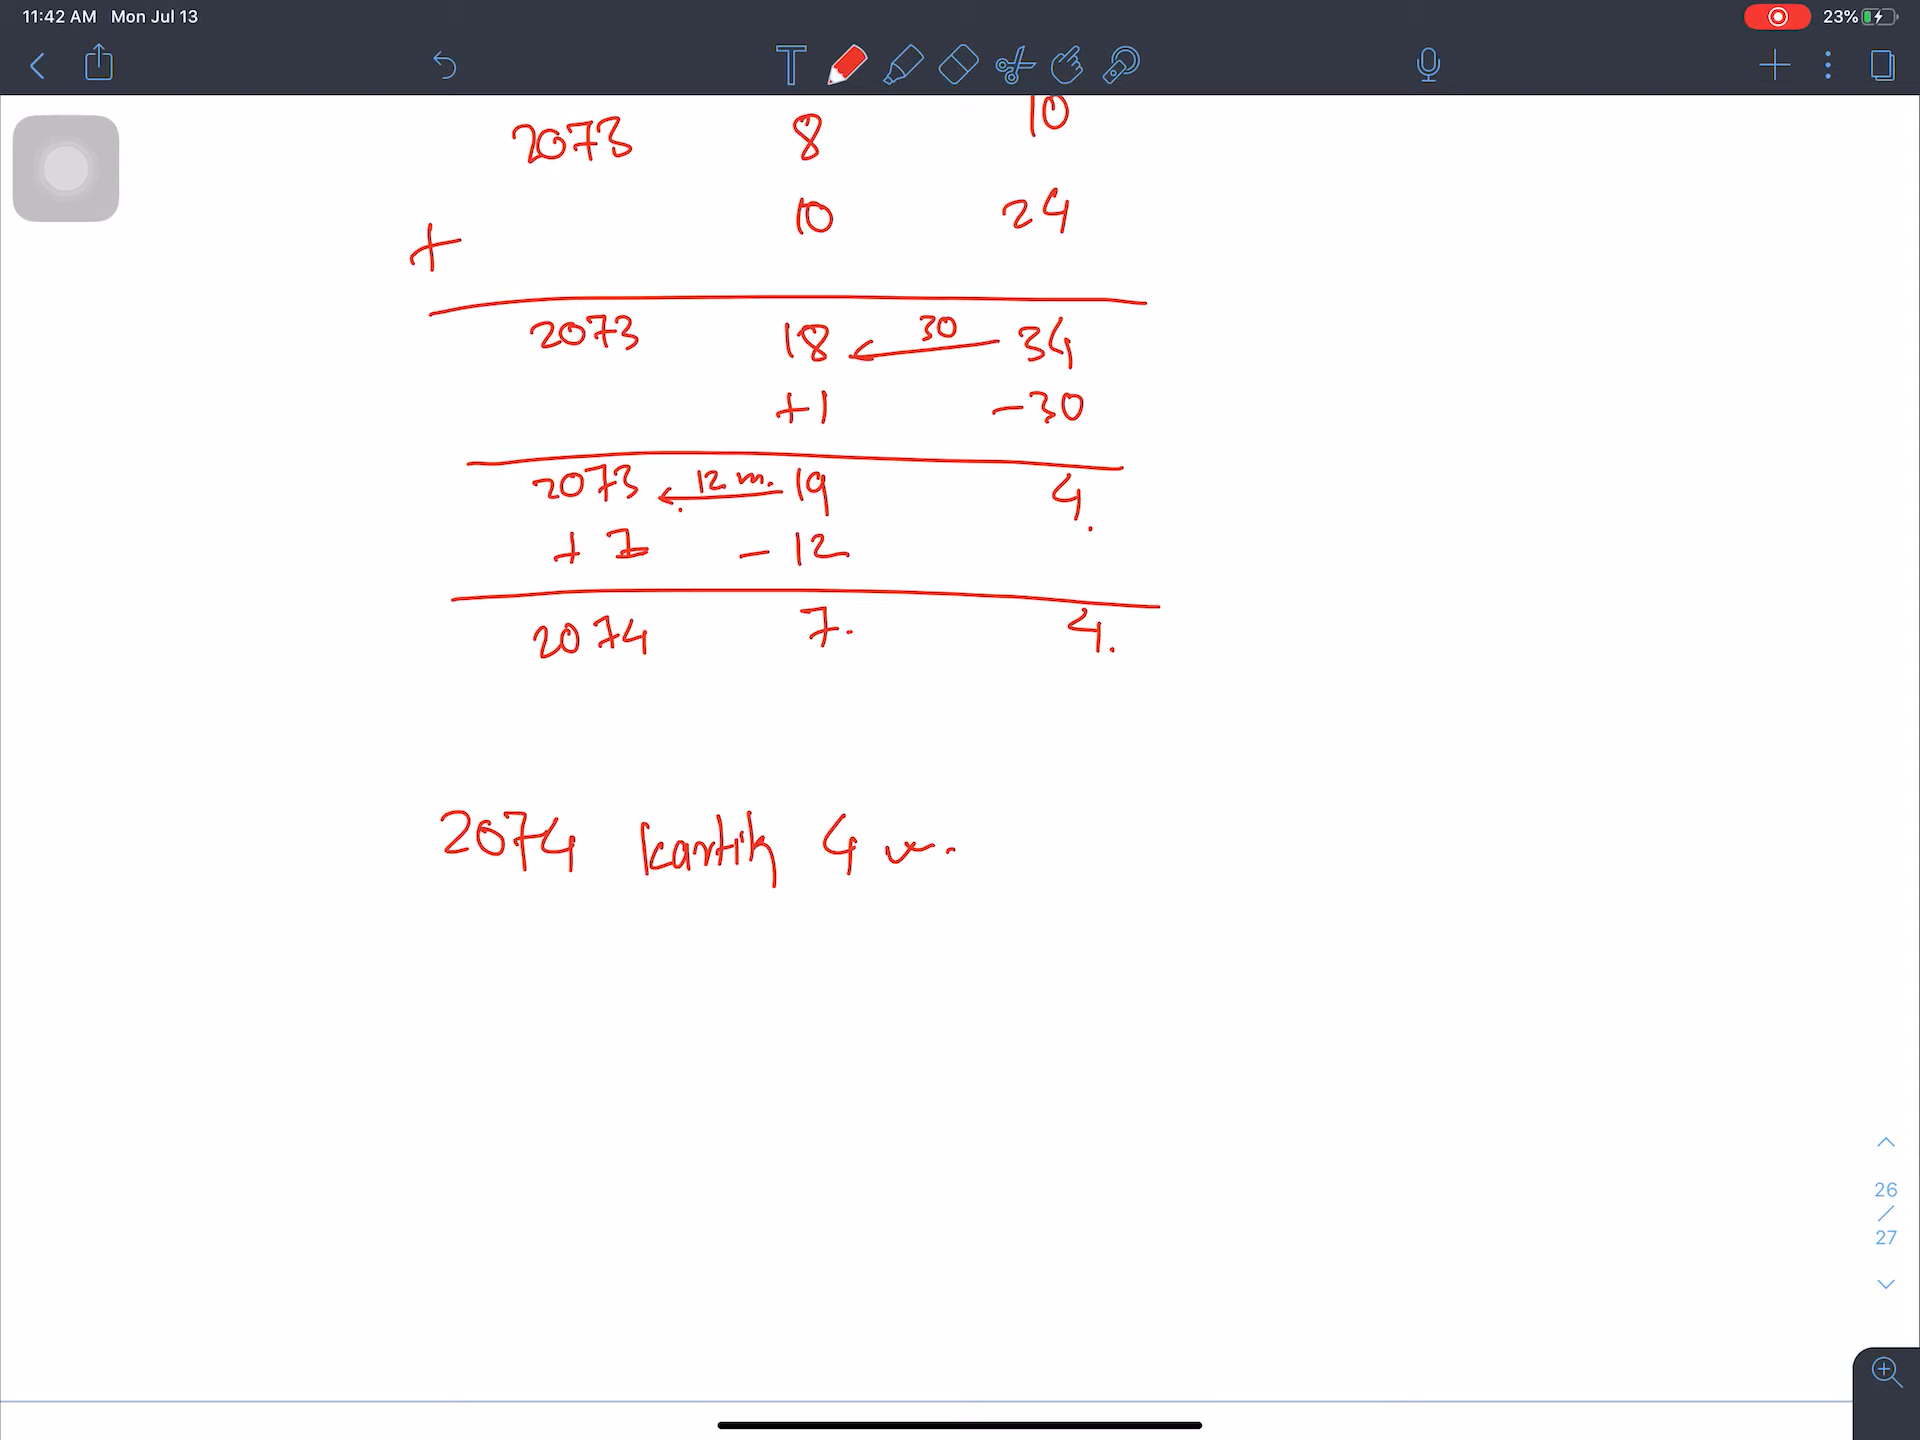 11:42 AM Mon Jul 13 23%
T
2073 8 10
+ 10 24
2073 18 30 34
+1 -30
2073 12 m. 19 4.
+ 1 - 12
2074 7. 4.
2074 kartik 4
26
/
27